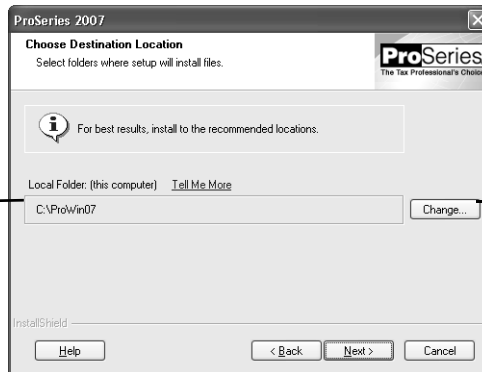 ProSeries 2007
Choose Destination Location
Select folders where setup will install files.
ProSeries
The Tax Professional's Choice
For best results, install to the recommended locations.
Local Folder: (this computer) Tell Me More
C:\ProWin07
Change...
InstallShield
Help
< Back
Next >
Cancel